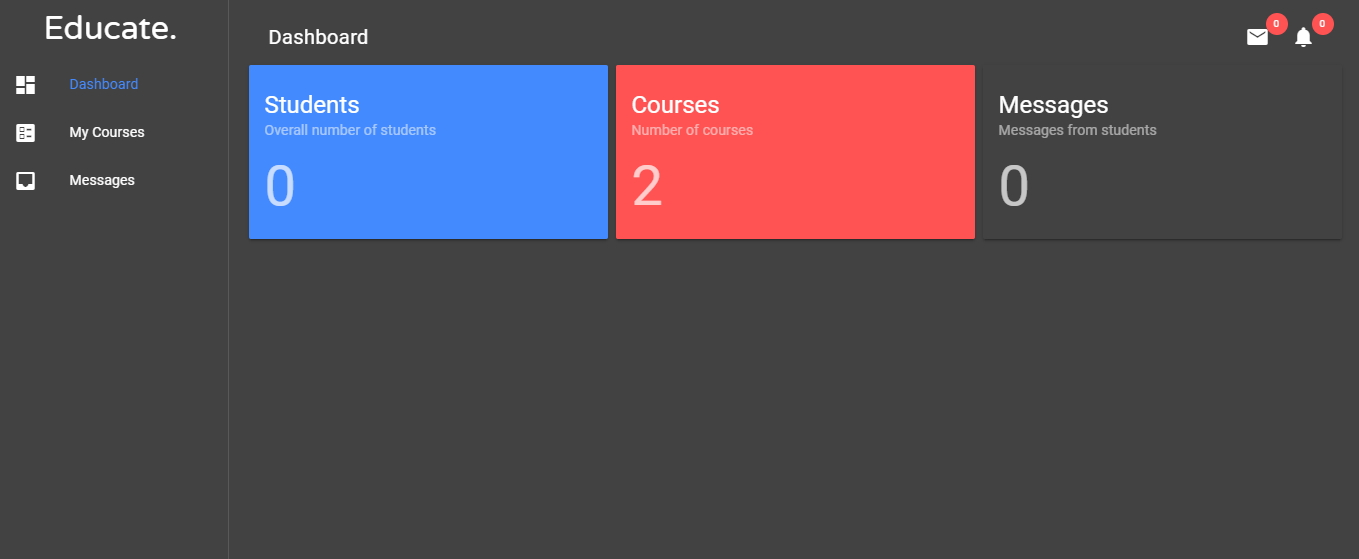 Educate.
Dashboard
My Courses
Messages
Dashboard
0
0
Students
Overall number of students
0
Courses
Number of courses
2
Messages
Messages from students
0